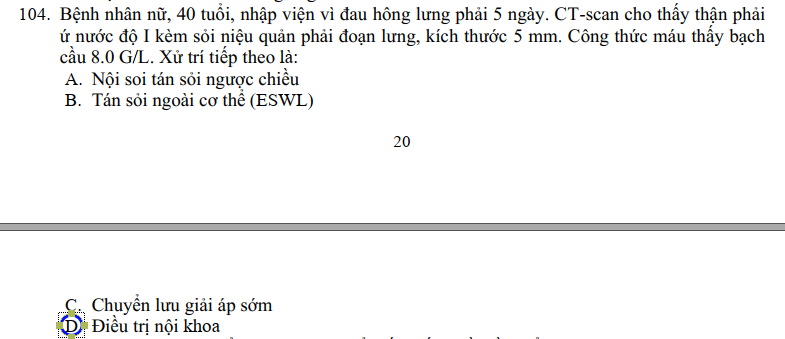 104. Bệnh nhân nữ, 40 tuổi, nhập viện vì đau hông lưng phải 5 ngày. CT-scan cho thấy thận phải
ứ nước độ I kèm sỏi niệu quản phải đoạn lưng, kích thước 5 mm. Công thức máu thấy bạch
cầu 8.0 G/L. Xử trí tiếp theo là:
A. Nội soi tán sỏi ngược chiều
B. Tán sỏi ngoài cơ thể (ESWL)
20
C. Chuyển lưu giải áp sớm
D. Điều trị nội khoa